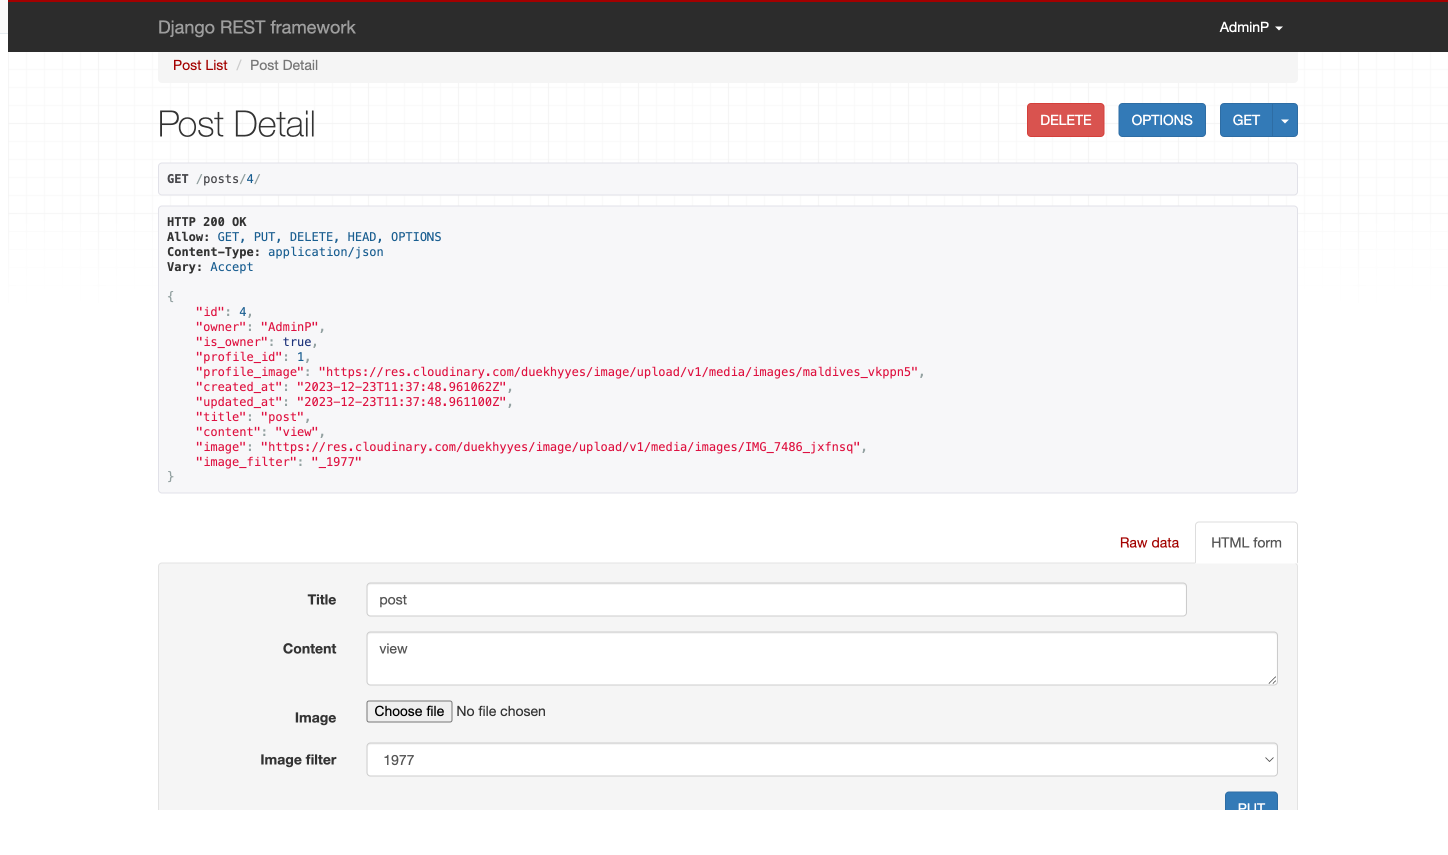 Django REST framework
AdminP
Post List / Post Detail
Post Detail
DELETE
OPTIONS
GET
GET /posts/4/
HTTP 200 OK
Allow: GET, PUT, DELETE, HEAD, OPTIONS
Content-Type: application/json
Vary: Accept
{
"id": 4,
"owner": "AdminP",
"is_owner": true,
"profile_id": 1,
"profile_image": "https://res.cloudinary.com/duekhyyes/image/upload/v1/media/images/maldives_vkppn5",
"created_at": "2023-12-23T11:37:48.961062Z",
"updated_at": "2023-12-23T11:37:48.961100Z",
"title": "post",
"content": "view",
"image": "https://res.cloudinary.com/duekhyyes/image/upload/v1/media/images/IMG_7486_jxfnsq",
"image_filter": "_1977"
}
Raw data
HTML form
Title
post
Content
view
Image
Choose file No file chosen
Image filter
1977
PUT